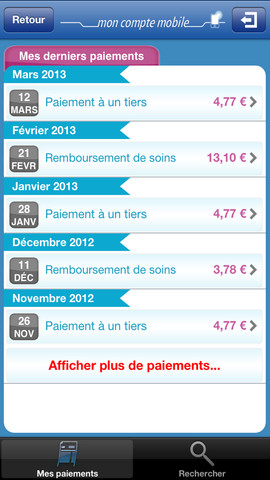 Retour
mon compte mobile
Mes derniers paiements
Mars 2013
12 MARS Paiement à un tiers 4,77 €
Février 2013
21 FEVR Remboursement de soins 13,10 €
Janvier 2013
28 JANV Paiement à un tiers 4,77 €
Décembre 2012
11 DÉC Remboursement de soins 3,78 €
Novembre 2012
26 NOV Paiement à un tiers 4,77 €
Afficher plus de paiements...
Mes paiements
Rechercher